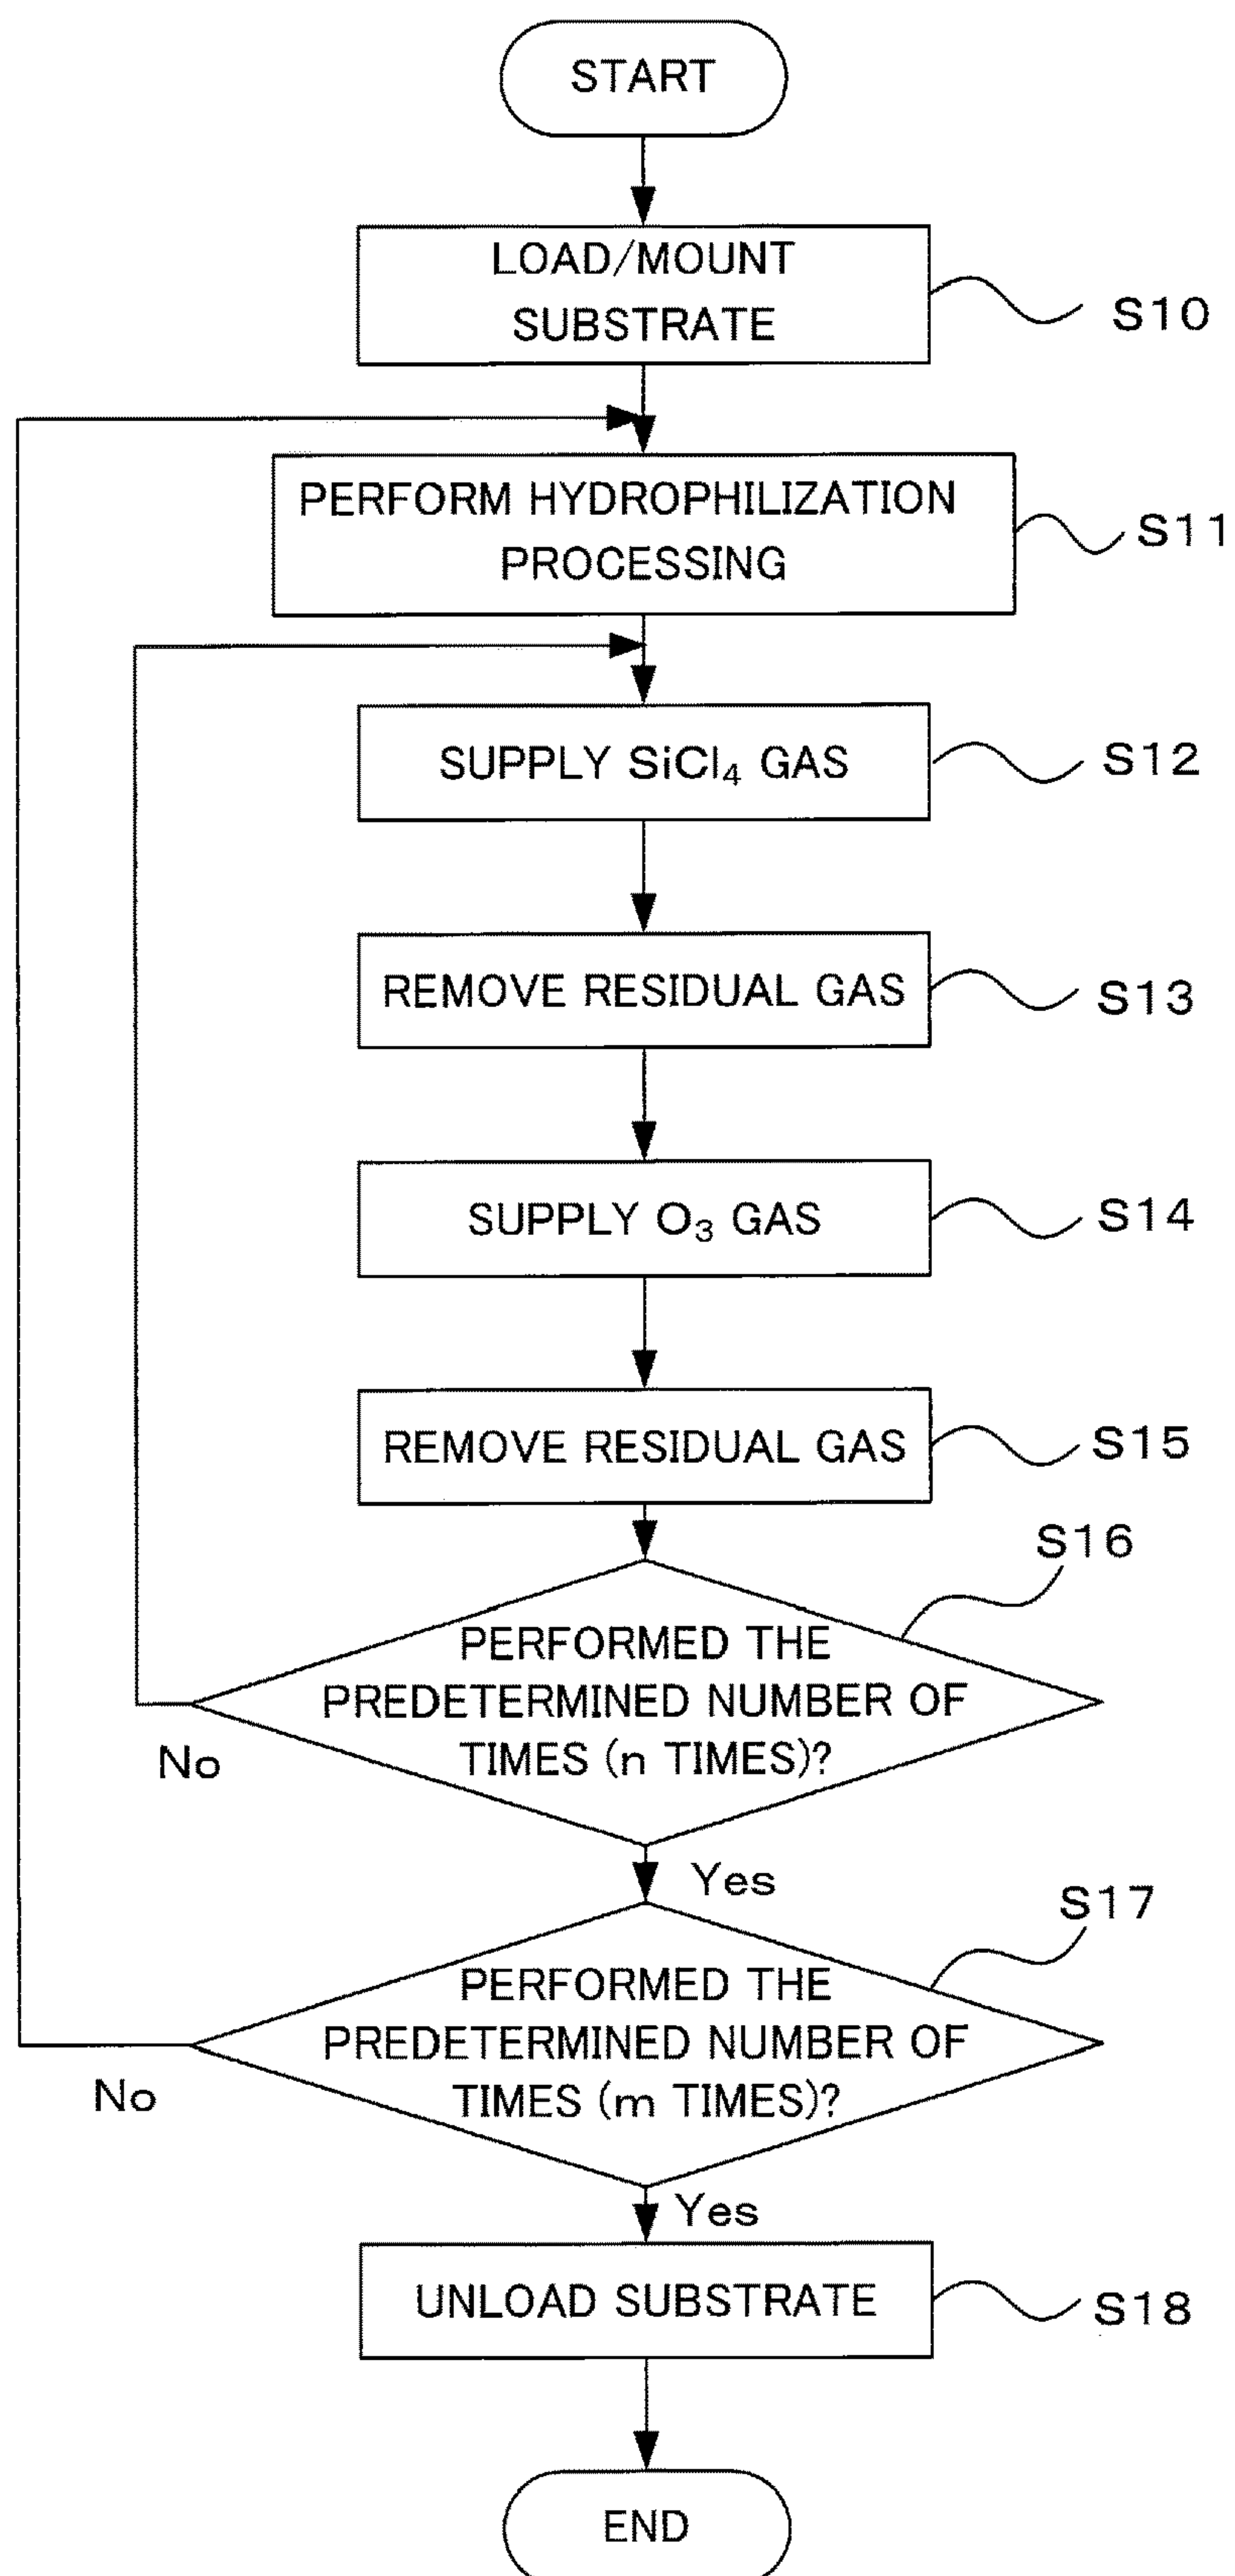 START
LOAD/MOUNT
SUBSTRATE
S10
PERFORM HYDROPHILIZATION
PROCESSING
S11
SUPPLY SiCl₄ GAS
S12
REMOVE RESIDUAL GAS
S13
SUPPLY O₃ GAS
S14
REMOVE RESIDUAL GAS
S15
S16
PERFORMED THE
PREDETERMINED NUMBER OF
TIMES (n TIMES)?
No
Yes
S17
PERFORMED THE
PREDETERMINED NUMBER OF
TIMES (m TIMES)?
No
Yes
UNLOAD SUBSTRATE
S18
END